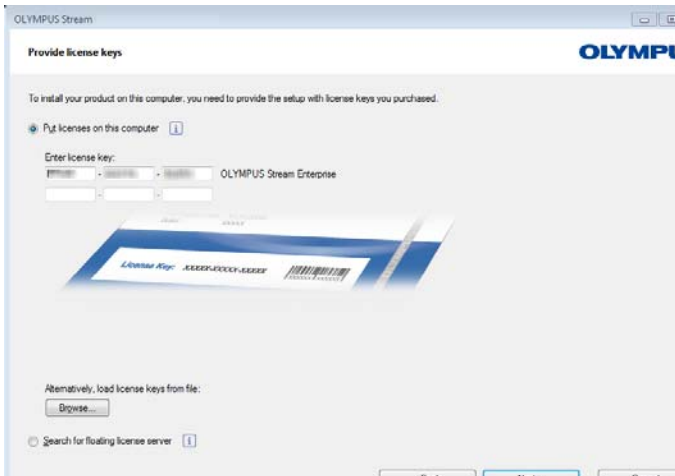 OLYMPUS Stream
Provide license keys
OLYMPU
To install your product on this computer, you need to provide the setup with license keys you purchased.
Put licenses on this computer
Enter license key:
- - OLYMPUS Stream Enterprise
- -
License Key: XXXXX-XXXXX-XXXXX
Alternatively, load license keys from file:
Browse...
Search for floating license server